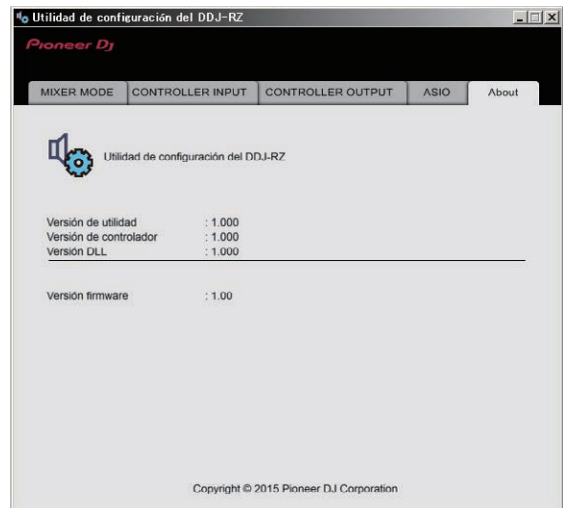 Utilidad de configuración del DDJ-RZ
Pioneer Dj
MIXER MODE CONTROLLER INPUT CONTROLLER OUTPUT ASIO About
Utilidad de configuración del DDJ-RZ
Versión de utilidad : 1.000
Versión de controlador : 1.000
Versión DLL : 1.000
Versión firmware : 1.00
Copyright © 2015 Pioneer DJ Corporation